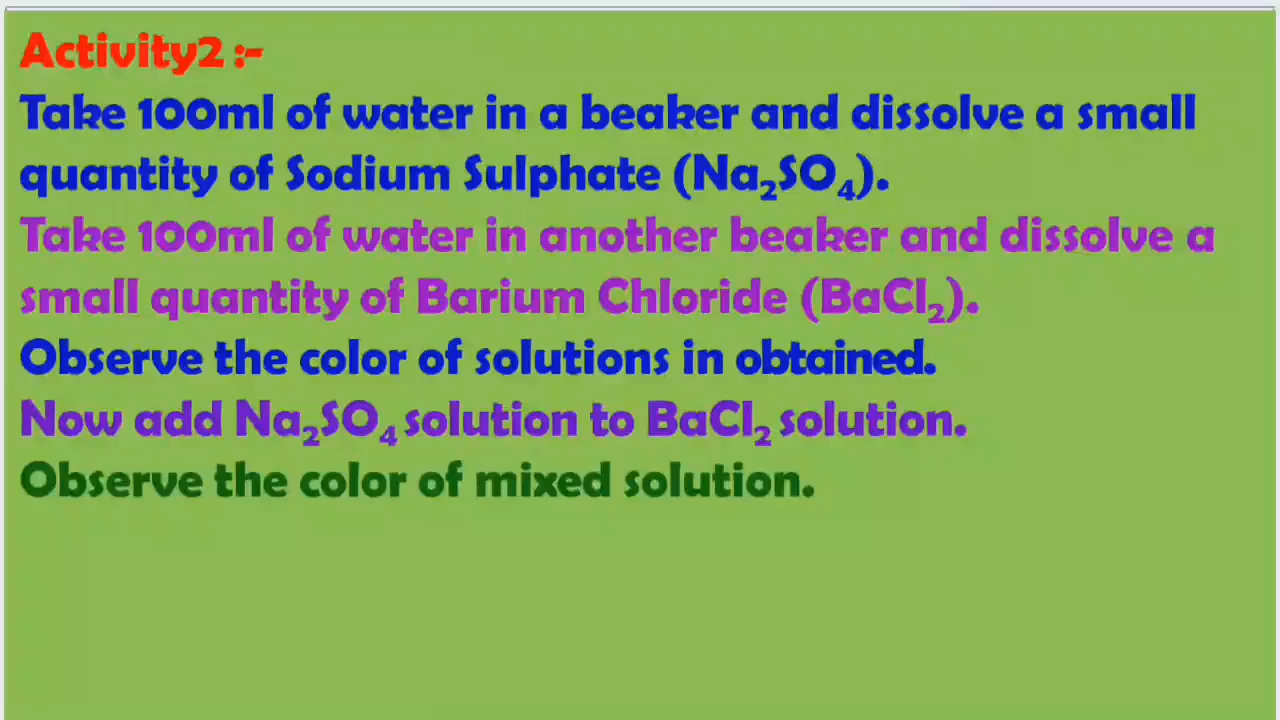 Activity2 :-
Take 100ml of water in a beaker and dissolve a small
quantity of Sodium Sulphate (Na₂SO₄).
Take 100ml of water in another beaker and dissolve a
small quantity of Barium Chloride (BaCl₂).
Observe the color of solutions in obtained.
Now add Na₂SO₄ solution to BaCl₂ solution.
Observe the color of mixed solution.